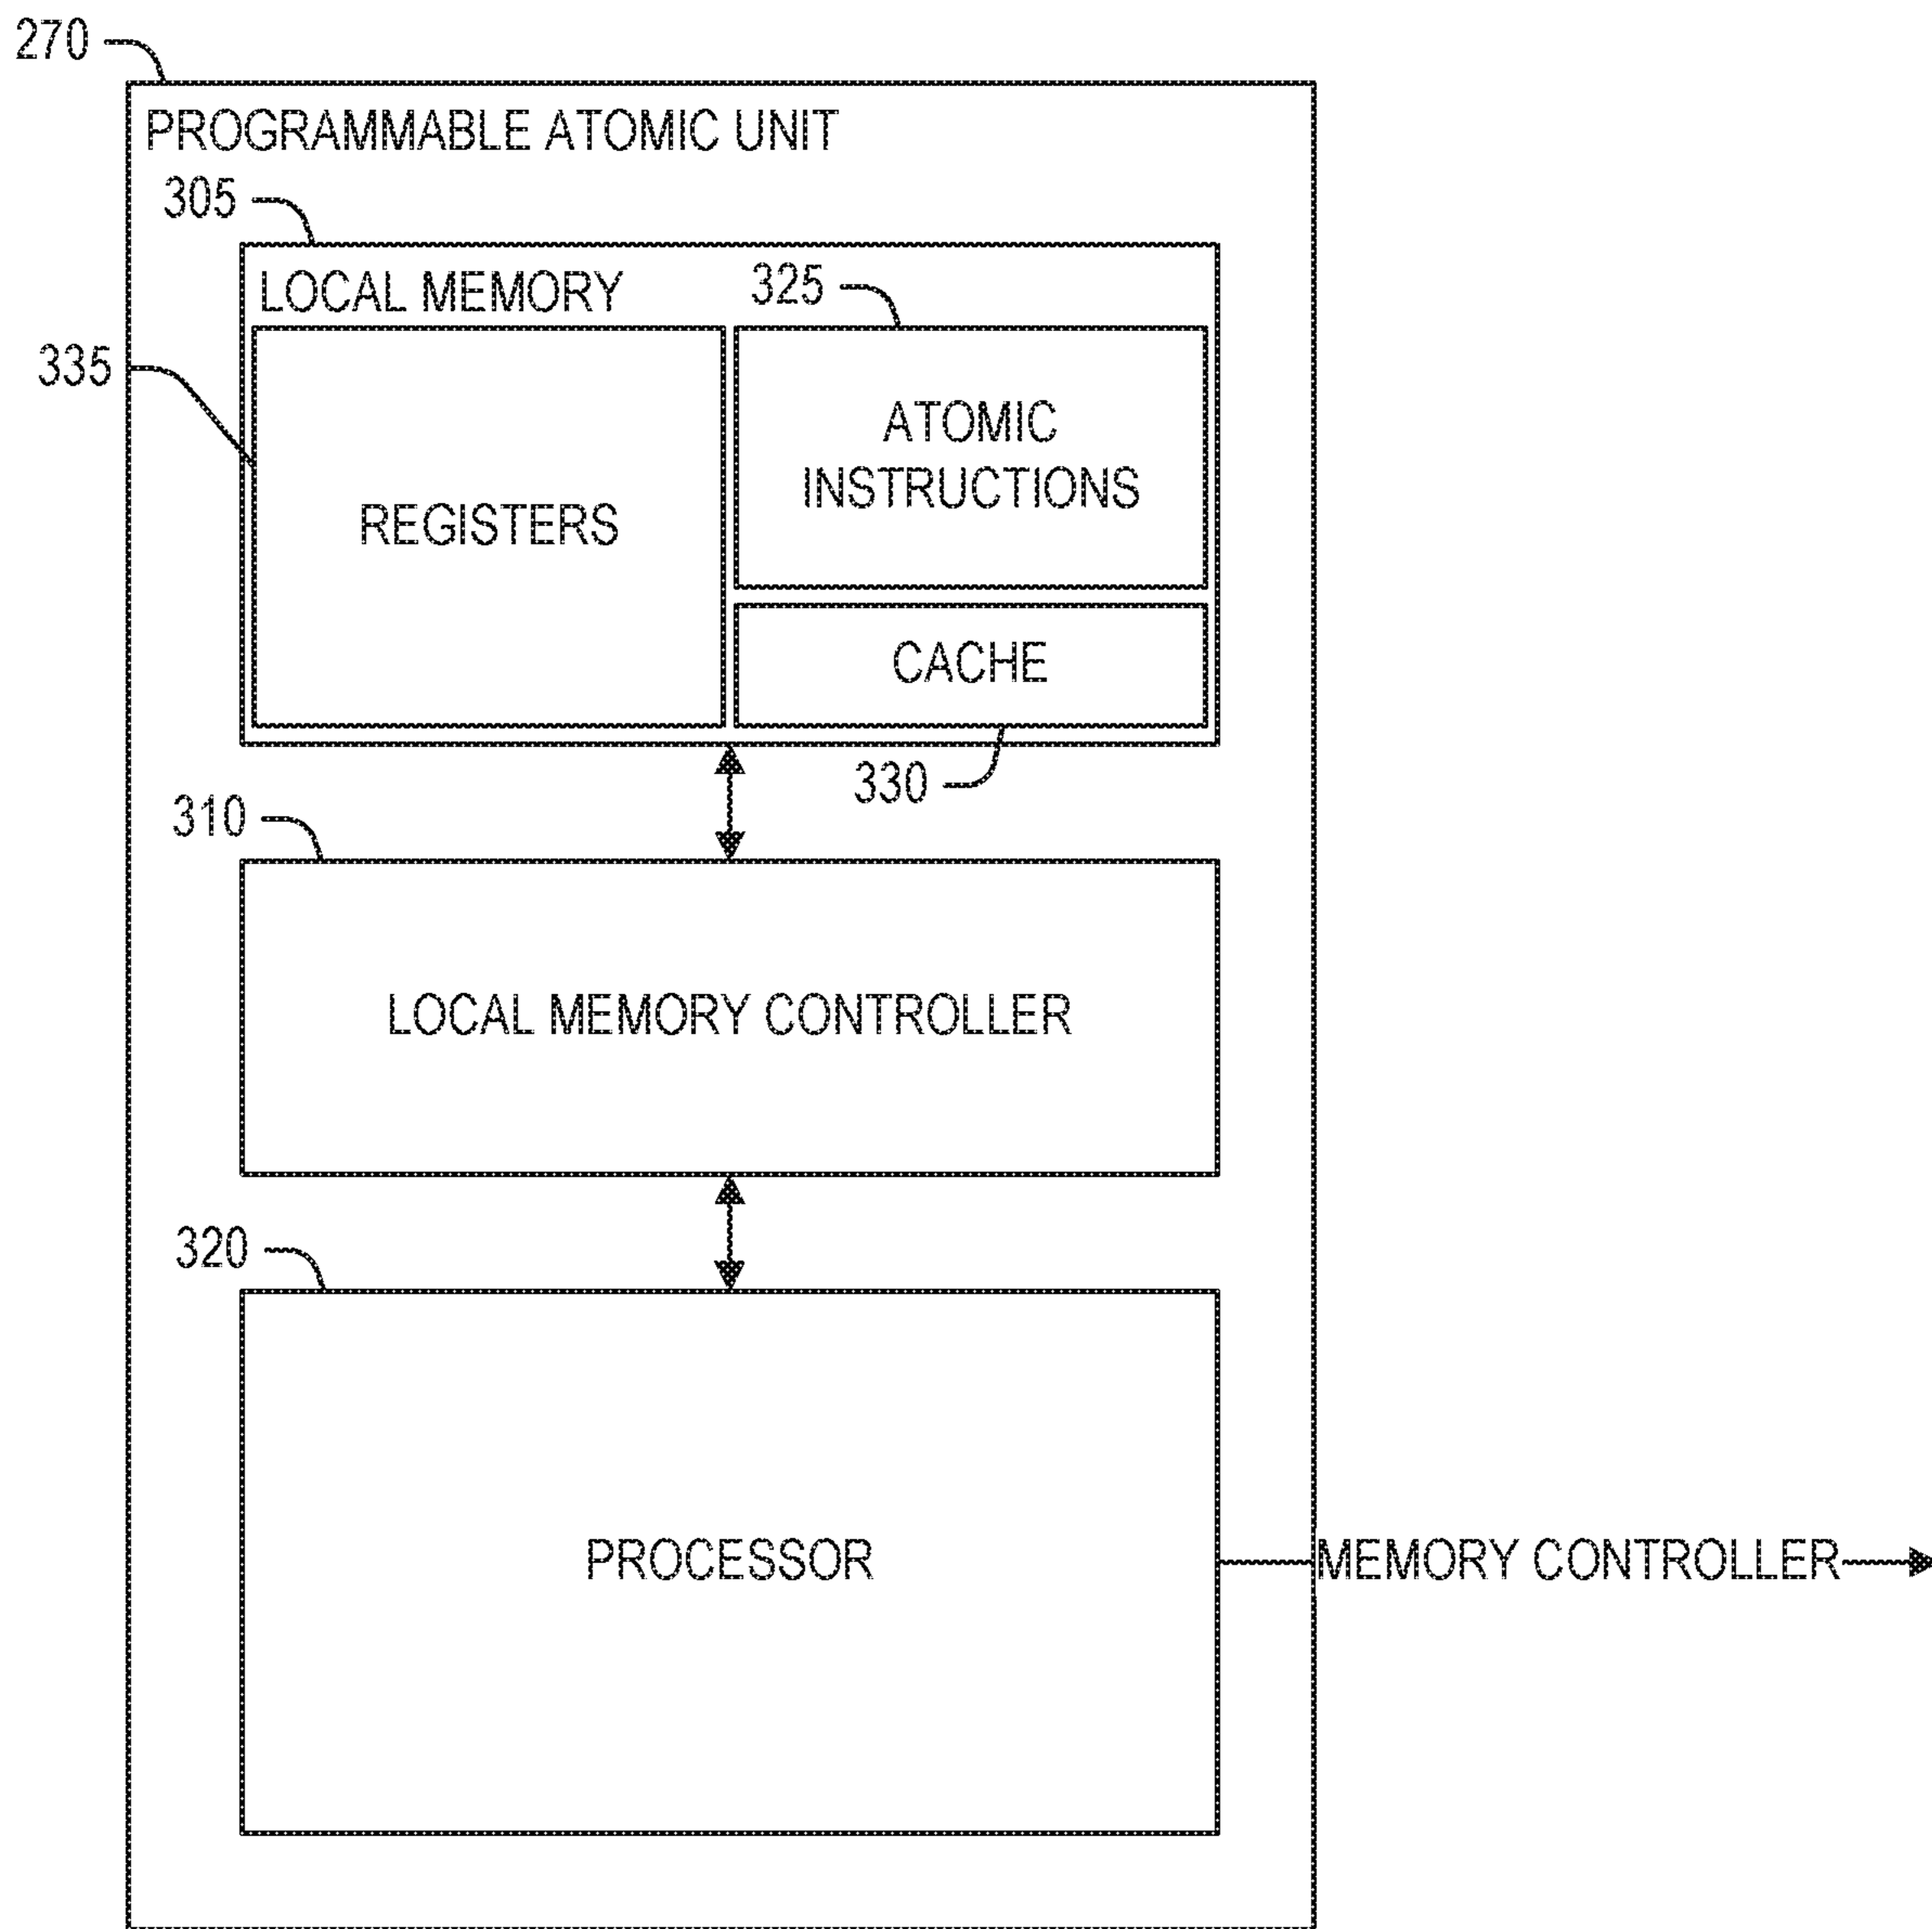 270
PROGRAMMABLE ATOMIC UNIT
305
LOCAL MEMORY
325
335
REGISTERS
ATOMIC
INSTRUCTIONS
CACHE
330
310
LOCAL MEMORY CONTROLLER
320
PROCESSOR
MEMORY CONTROLLER